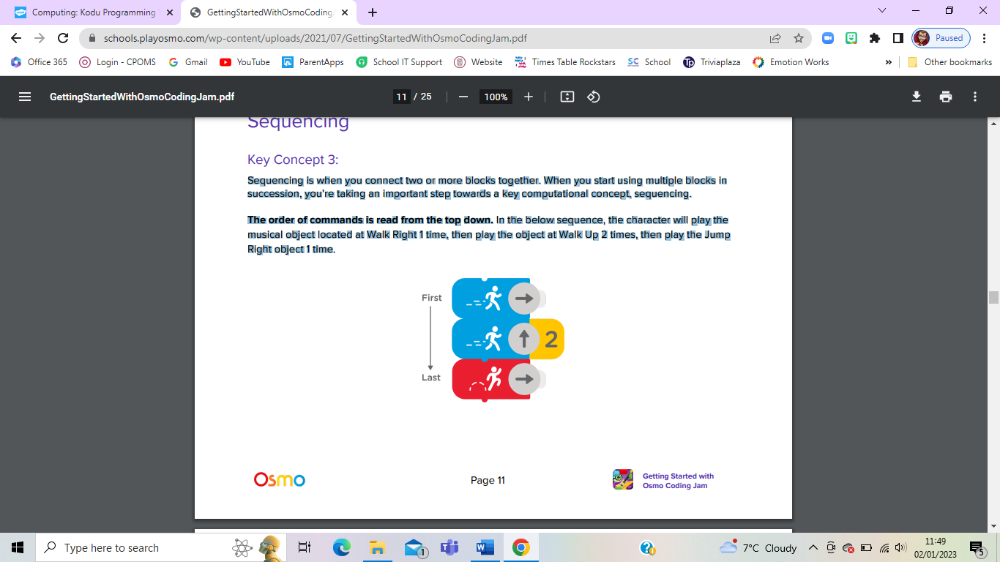 Computing: Kodu Programming
GettingStartedWithOsmoCoding
schools.playosmo.com/wp-content/uploads/2021/07/GettingStartedWithOsmoCodingJam.pdf
Paused
Office 365
Login - CPOMS
Gmail
YouTube
ParentApps
School IT Support
Website
Times Table Rockstars
SC School
Tp Triviaplaza
Emotion Works
»
Other bookmarks
GettingStartedWithOsmoCodingJam.pdf
11 / 25
100%
Sequencing
Key Concept 3:
Sequencing is when you connect two or more blocks together. When you start using multiple blocks in
succession, you're taking an important step towards a key computational concept, sequencing.
The order of commands is read from the top down. In the below sequence, the character will play the
musical object located at Walk Right 1 time, then play the object at Walk Up 2 times, then play the Jump
Right object 1 time.
First
2
Last
Osmo
Page 11
Getting Started with
Osmo Coding Jam
Type here to search
1
7°C Cloudy
11:49
02/01/2023
5